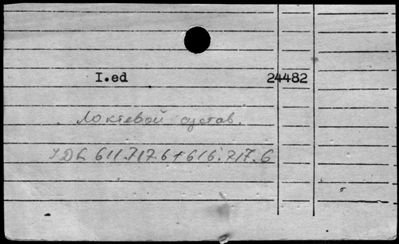 I.ed 24482
Локтевой сустав.
УДК 611.717.6+616.717.6